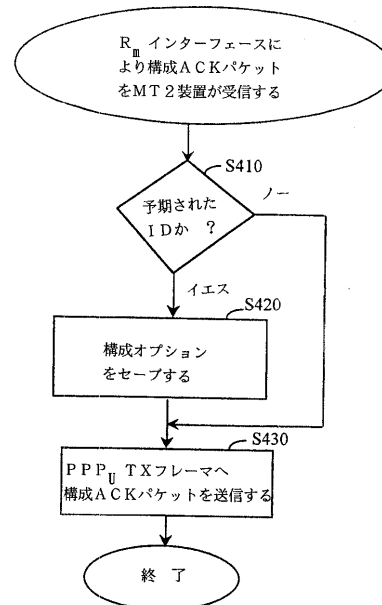 Ｒm インターフェースに
より構成ＡＣＫパケット
をＭＴ２装置が受信する
S410
予期された
ＩＤか ？
ノー
イエス
S420
構成オプション
をセーブする
S430
ＰＰＰU ＴＸフレーマへ
構成ＡＣＫパケットを送信する
終 了